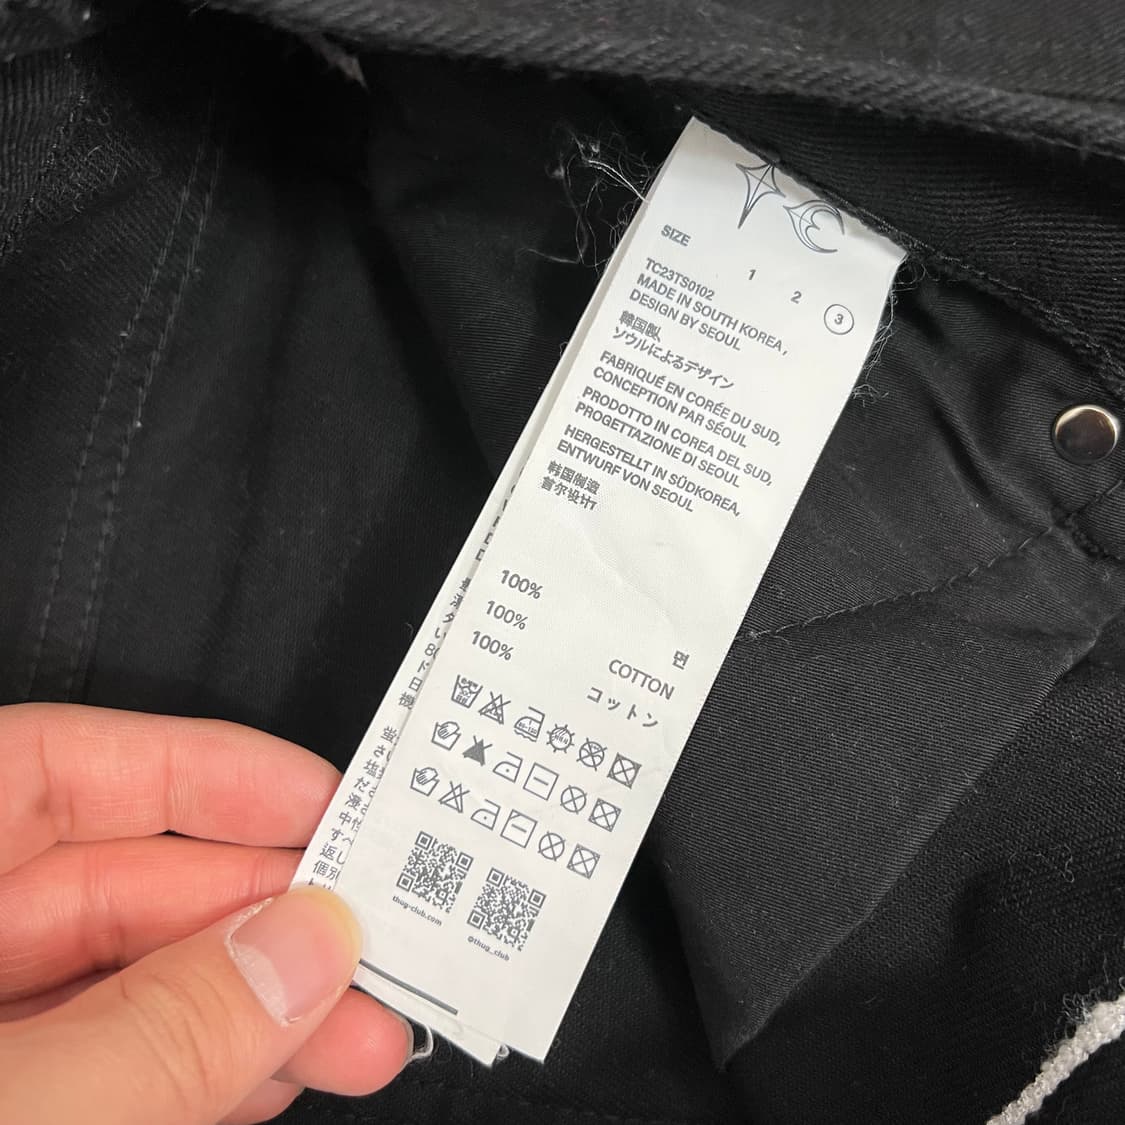 SIZE 1 2 3
TC23TS0102
MADE IN SOUTH KOREA,
DESIGN BY SEOUL
韓国製、
ソウルによるデザイン
FABRIQUÉ EN CORÉE DU SUD,
CONCEPTION PAR SÉOUL
PRODOTTO IN COREA DEL SUD,
PROGETTAZIONE DI SEOUL
HERGESTELLT IN SÜDKOREA,
ENTWURF VON SEOUL
韩国制造
首尔设计
100% 면
100% COTTON
100% コットン
thug-club.com
@thug_club